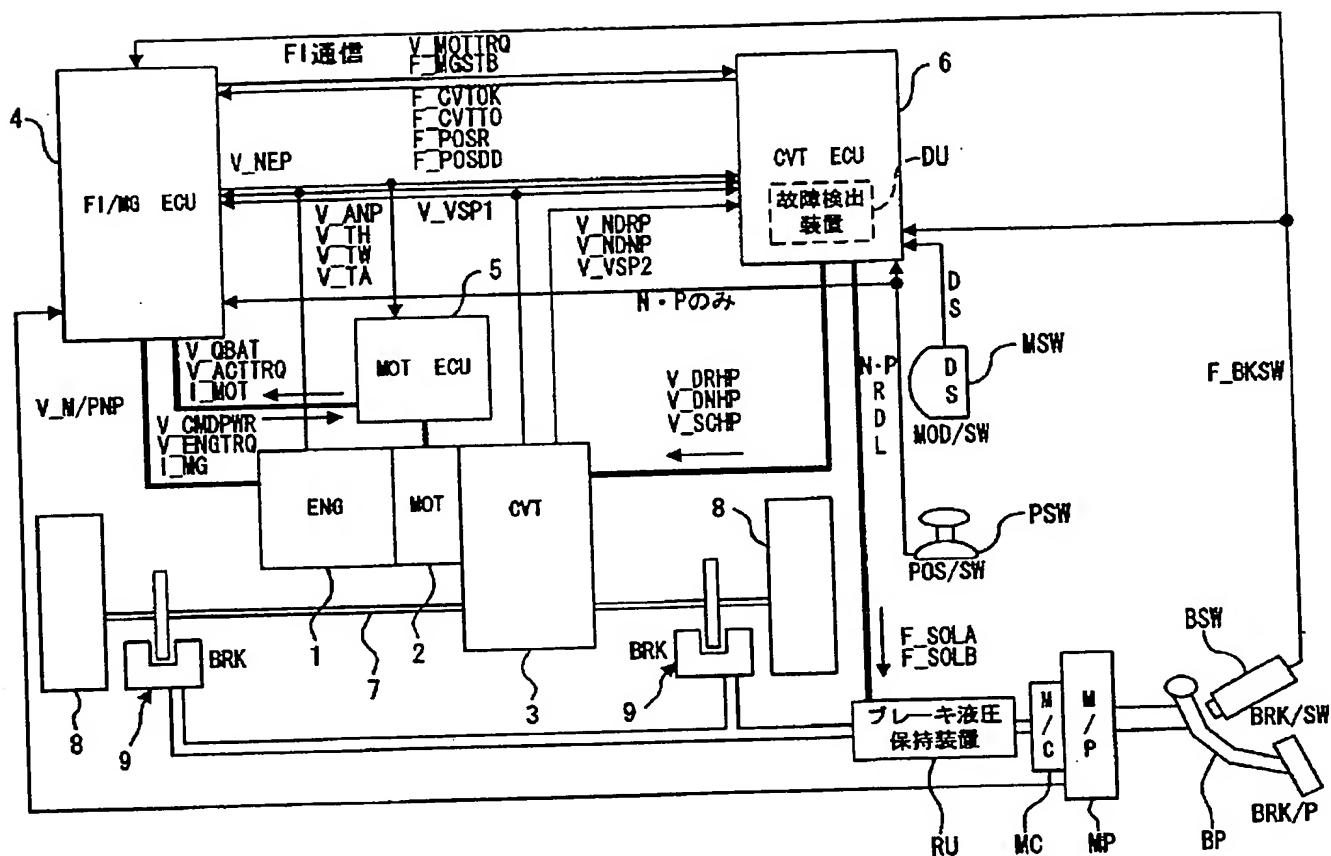 FI通信
V_MOTTRQ
F_MGSTB
F_CVTOK
F_CVTTO
F_POSR
F_POSDD
4
FI/MG ECU
V_NEP
V_ANP
V_TH
V_TW
V_TA
V_VSP1
V_NDRP
V_NDNP
V_VSP2
6
CVT ECU
故障検出
装置
DU
N・Pのみ
5
MOT ECU
V_QBAT
V_ACTTRQ
I_MOT
V_CMDPWR
V_ENGTRQ
I_MG
V_M/PNP
V_DRHP
V_DNHP
V_SCHP
N・P
R
D
L
DS
DS
MSW
MOD/SW
F_BKSW
PSW
POS/SW
ENG
MOT
CVT
8
8
BRK
BRK
1
2
7
3
9
9
F_SOLA
F_SOLB
ブレーキ液圧
保持装置
RU
M/C
MC
M/P
MP
BSW
BRK/SW
BP
BRK/P